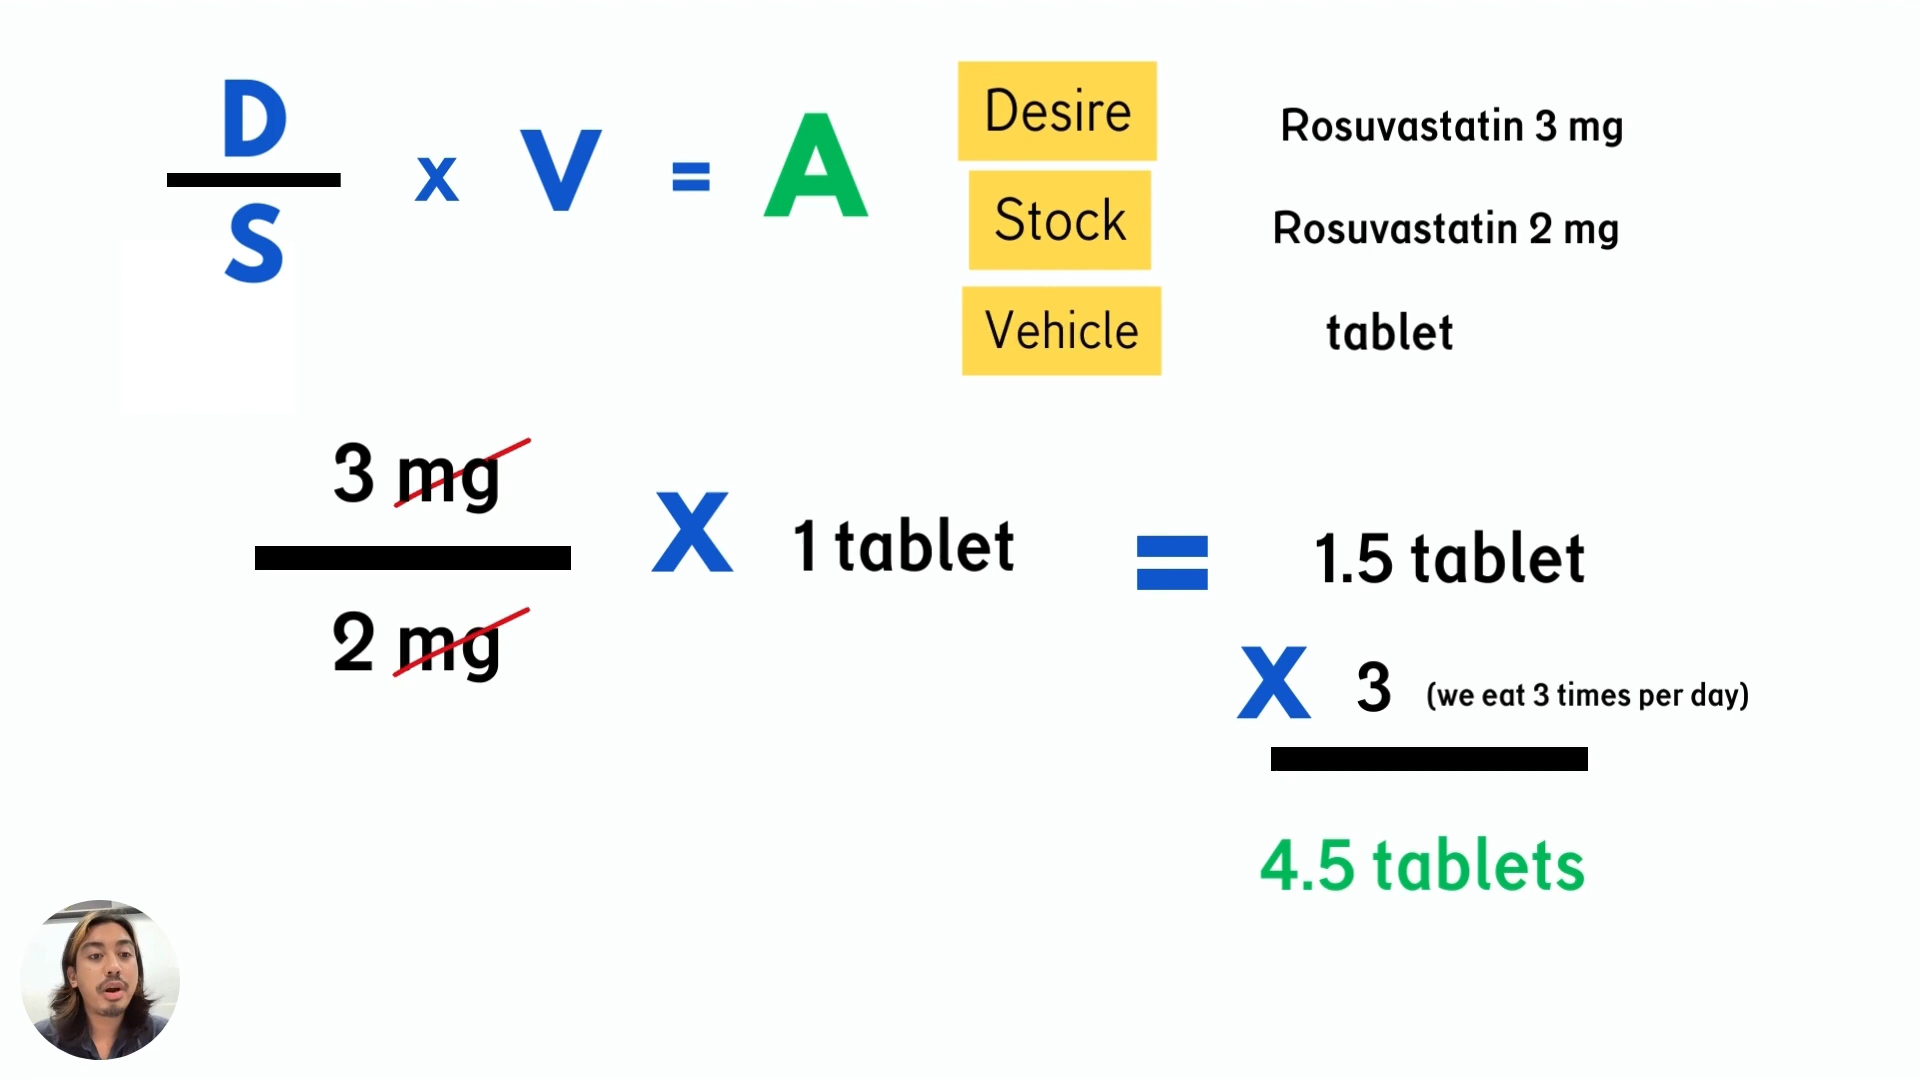 D
S
x V = A
Desire
Rosuvastatin 3 mg
Stock
Rosuvastatin 2 mg
Vehicle
tablet
3 mg
2 mg
X 1 tablet = 1.5 tablet
X 3 (we eat 3 times per day)
4.5 tablets